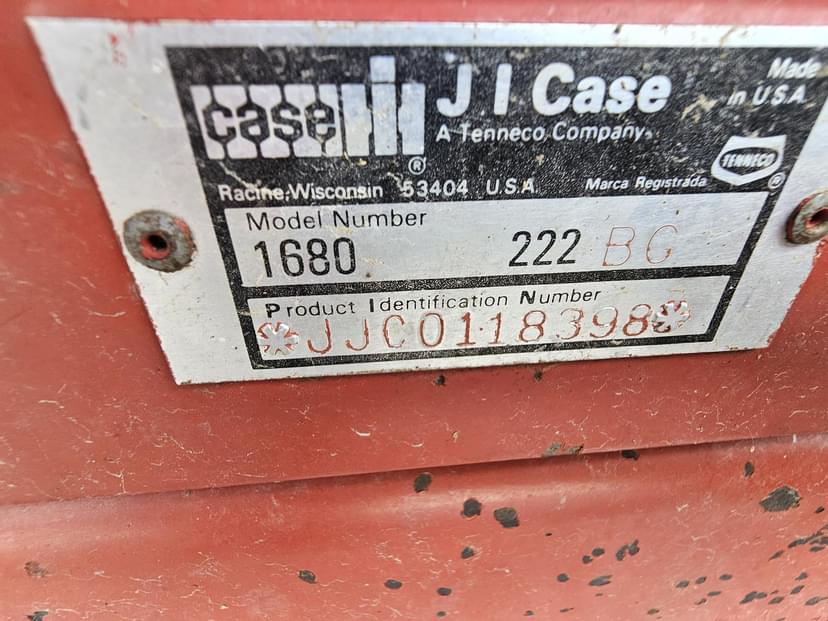 case IH ®
J I Case
A Tenneco Company
Made in U.S.A.
TENNECO ®
Racine, Wisconsin 53404 U.S.A. Marca Registrada
Model Number
1680 222 BC
Product Identification Number
*JJC0118398*